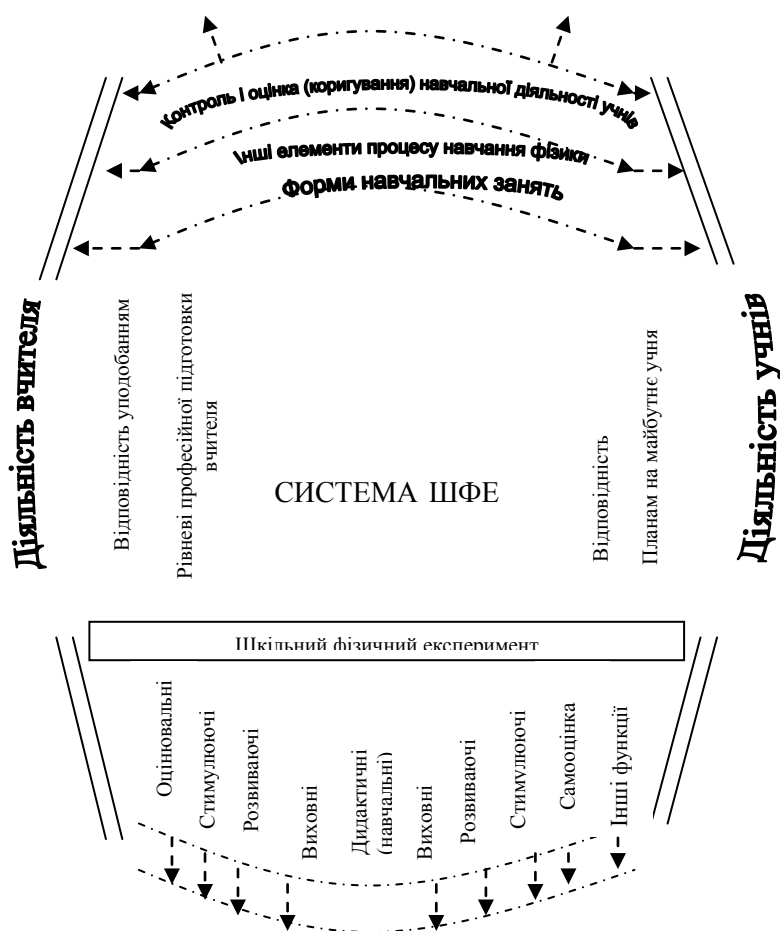 Контроль і оцінка (коригування) навчальної діяльності учнів
Інші елементи процесу навчання фізики
Форми навчальних занять
Діяльність вчителя
Відповідність уподобанням
Рівневі професійної підготовки
вчителя
СИСТЕМА ШФЕ
Відповідність
Планам на майбутнє учня
Діяльність учнів
Шкільний фізичний експеримент
Оцінювальні
Стимулюючі
Розвиваючі
Виховні
Дидактичні
(навчальні)
Виховні
Розвиваючі
Стимулюючі
Самооцінка
Інші функції